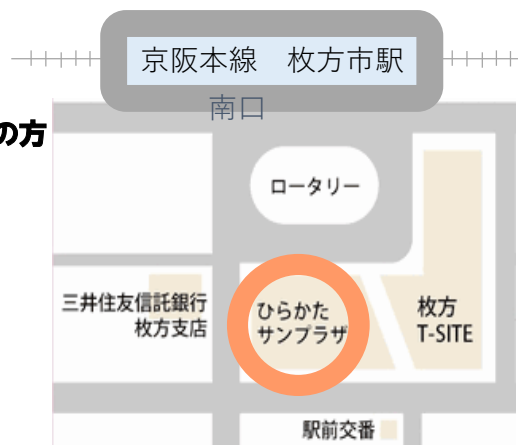 京阪本線　枚方市駅
南口
の方
ロータリー
三井住友信託銀行
枚方支店
ひらかた
サンプラザ
枚方
T-SITE
駅前交番